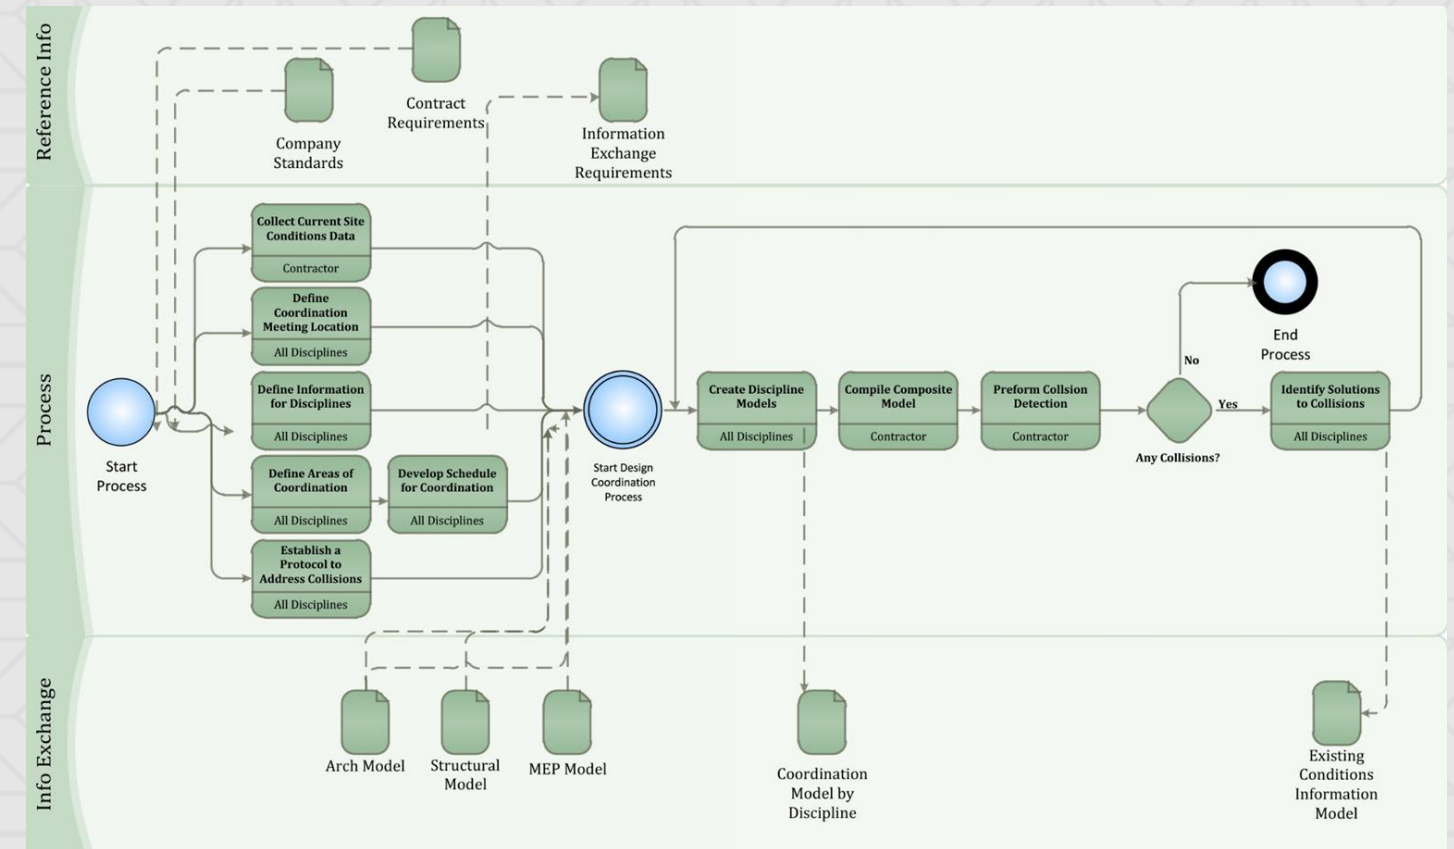 Reference Info
Contract
Requirements
Company
Standards
Information
Exchange
Requirements
Process
Start
Process
Collect Current Site
Conditions Data
Contractor
Define
Coordination
Meeting Location
All Disciplines
Define Information
for Disciplines
All Disciplines
Define Areas of
Coordination
All Disciplines
Develop Schedule
for Coordination
All Disciplines
Establish a
Protocol to
Address Collisions
All Disciplines
Start Design
Coordination
Process
Create Discipline
Models
All Disciplines
Compile Composite
Model
Contractor
Preform Collsion
Detection
Contractor
Any Collisions?
No
End
Process
Yes
Identify Solutions
to Collisions
All Disciplines
Info Exchange
Arch Model
Structural
Model
MEP Model
Coordination
Model by
Discipline
Existing
Conditions
Information
Model